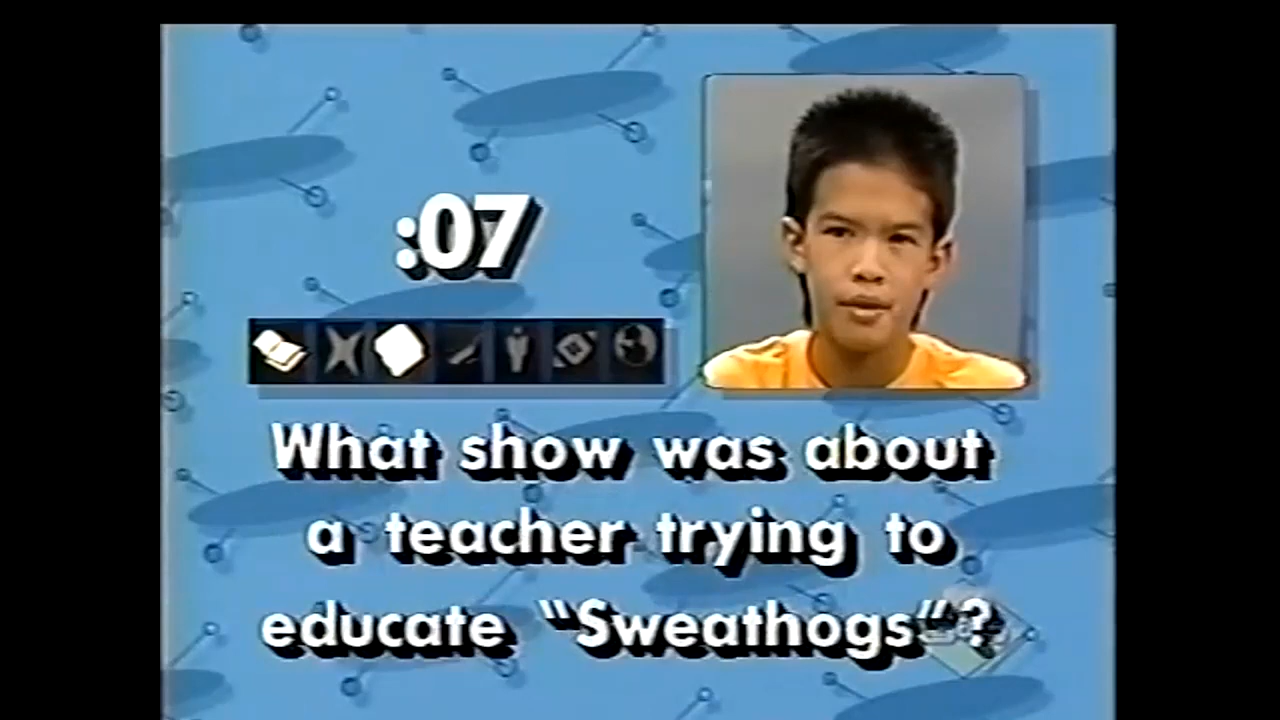 :07
What show was about
a teacher trying to
educate "Sweathogs"?